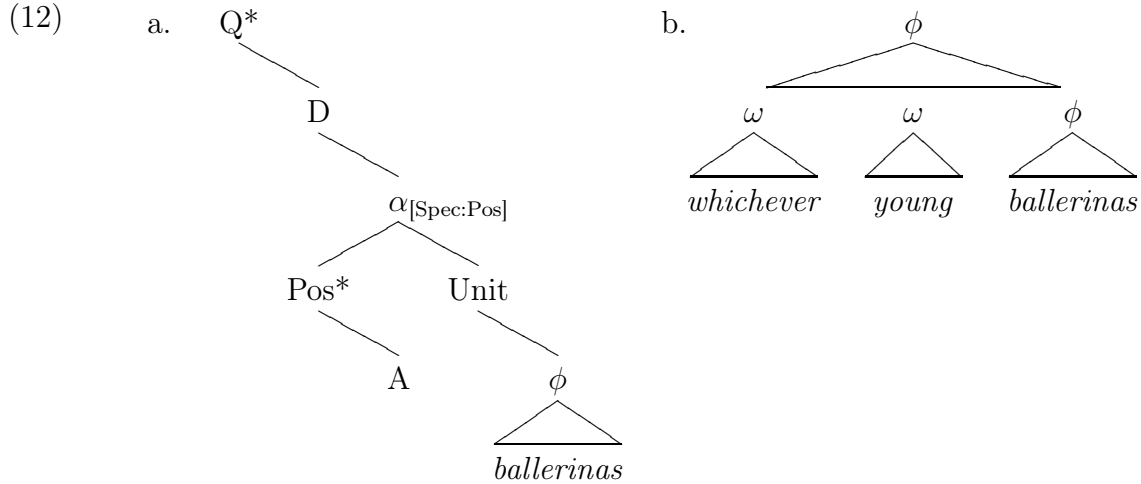 (12) a. Q* b. ϕ
D ω ω ϕ
whichever young ballerinas
α[Spec:Pos]
Pos* Unit
A ϕ
ballerinas